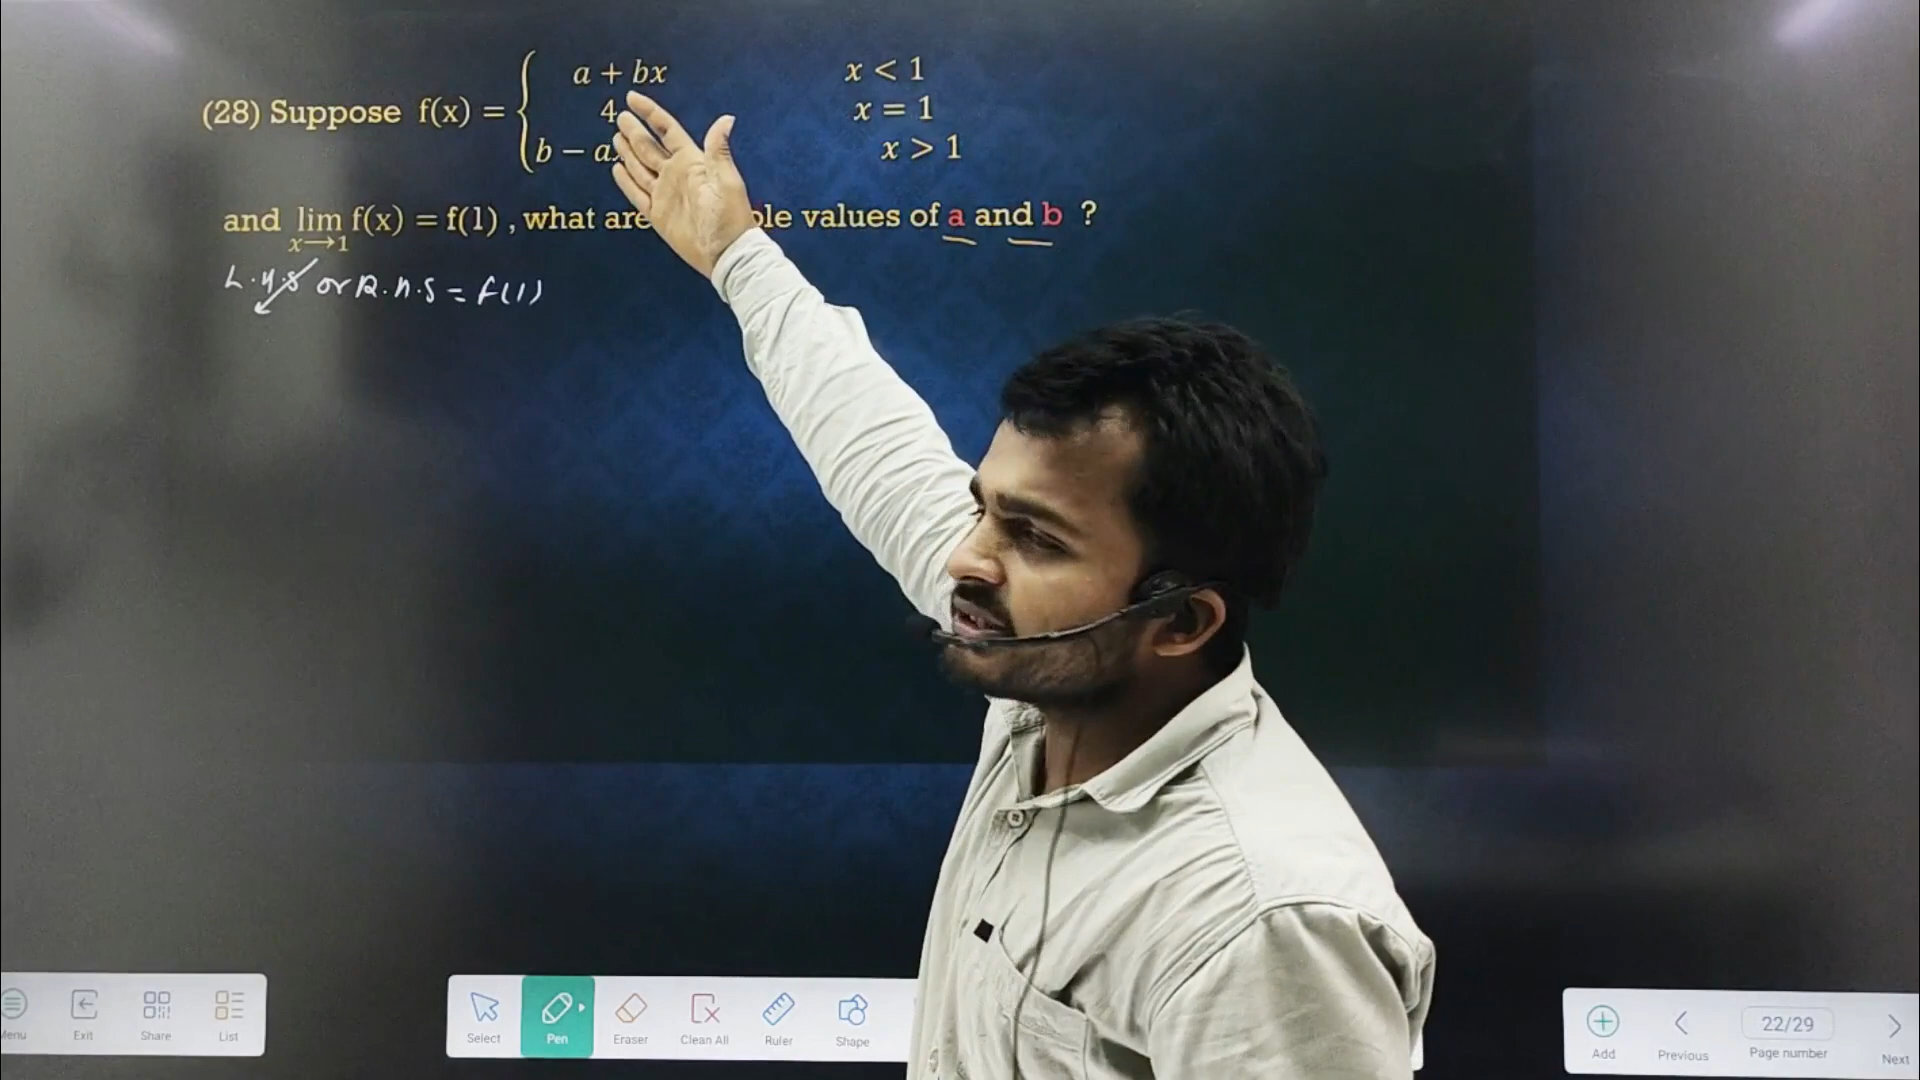 (28) Suppose f(x) = { a + bx x < 1
4 x = 1
b − a x > 1
and lim f(x) = f(1) , what are values of a and b ?
x→1
L.H.S or R.H.S = f(1)
Exit Share List
Select Pen Eraser Clean All Ruler Shape
22/29
Add Previous Page number Next